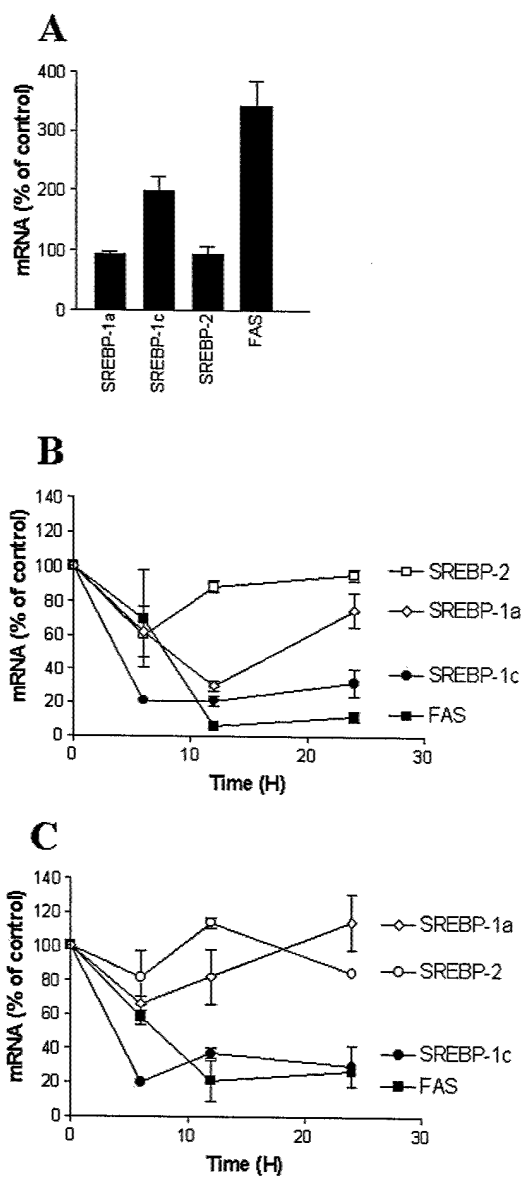 A
400
300
200
100
0
mRNA (% of control)
SREBP-1a
SREBP-1c
SREBP-2
FAS
B
140
120
100
80
60
40
20
0
mRNA (% of control)
0 10 20 30
Time (H)
SREBP-2
SREBP-1a
SREBP-1c
FAS
C
140
120
100
80
60
40
20
0
mRNA (% of control)
0 10 20 30
Time (H)
SREBP-1a
SREBP-2
SREBP-1c
FAS